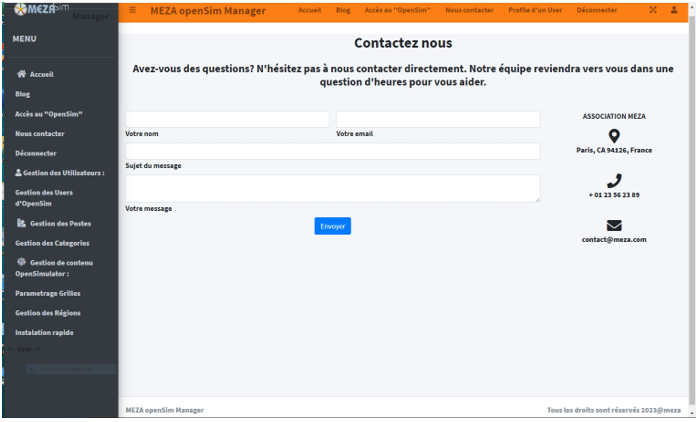 MEZASim
Manager
MENU
Accueil
Blog
Accès au "OpenSim"
Nous contacter
Déconnecter
Gestion des Utilisateurs :
Gestion des Users
d'OpenSim
Gestion des Postes
Gestion des Categories
Gestion de contenu
OpenSimulator :
Parametrage Grilles
Gestion des Régions
Instalation rapide
MEZA openSim Manager Accueil Blog Accès au "OpenSim" Nous contacter Profile d'un User Déconnecter
Contactez nous
Avez-vous des questions? N'hésitez pas à nous contacter directement. Notre équipe reviendra vers vous dans une
question d'heures pour vous aider.
Votre nom Votre email
Sujet du message
Votre message
Envoyer
ASSOCIATION MEZA
Paris, CA 94126, France
+ 01 23 56 23 89
contact@meza.com
MEZA openSim Manager Tous les droits sont réservés 2023@meza